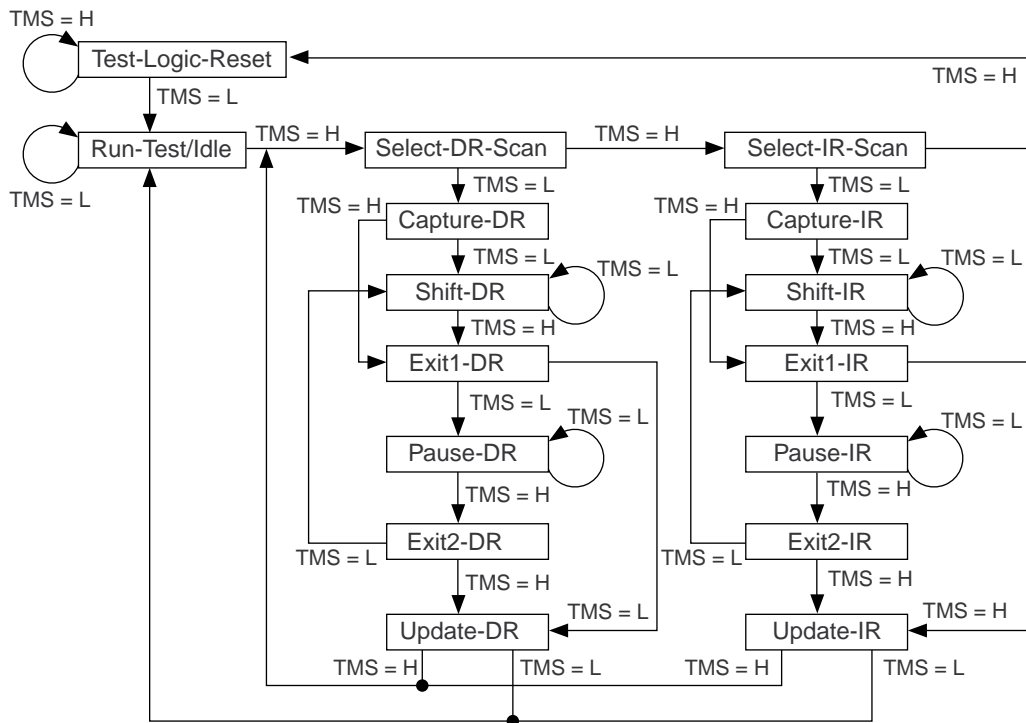 TMS = H
Test-Logic-Reset
TMS = H
TMS = L
Run-Test/Idle
TMS = H
Select-DR-Scan
TMS = H
Select-IR-Scan
TMS = L
TMS = L
TMS = L
TMS = H
Capture-DR
TMS = H
Capture-IR
TMS = L
TMS = L
TMS = L
TMS = L
Shift-DR
Shift-IR
TMS = H
TMS = H
Exit1-DR
Exit1-IR
TMS = L
TMS = L
TMS = L
TMS = L
Pause-DR
Pause-IR
TMS = H
TMS = H
Exit2-DR
Exit2-IR
TMS = L
TMS = L
TMS = H
TMS = H
TMS = L
TMS = H
Update-DR
Update-IR
TMS = H
TMS = L
TMS = H
TMS = L